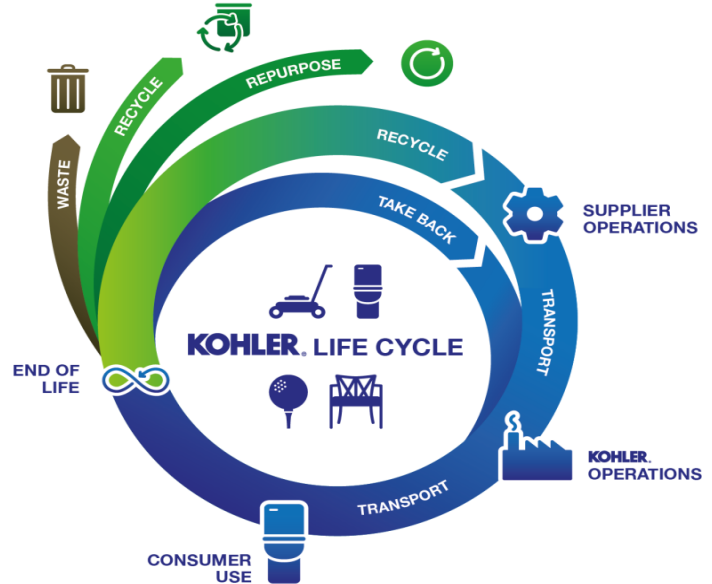 REPURPOSE
RECYCLE
WASTE
RECYCLE
TAKE BACK
SUPPLIER
OPERATIONS
TRANSPORT
KOHLER. LIFE CYCLE
END OF
LIFE
KOHLER.
OPERATIONS
TRANSPORT
CONSUMER
USE